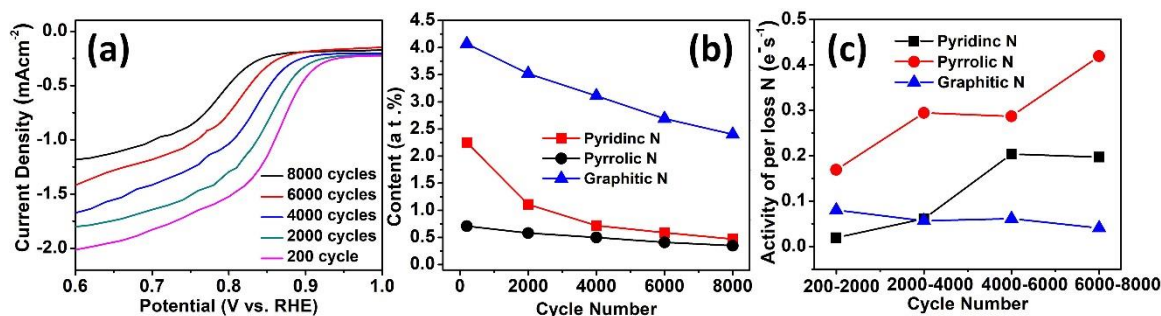 (a)
0.0
-0.5
-1.0
-1.5
-2.0
Current Density (mAcm-2)
8000 cycles
6000 cycles
4000 cycles
2000 cycles
200 cycle
0.6 0.7 0.8 0.9 1.0
Potential (V vs. RHE)
(b)
4.5
4.0
3.5
3.0
2.5
2.0
1.5
1.0
0.5
0.0
Content (a t .%)
Pyridinc N
Pyrrolic N
Graphitic N
0 2000 4000 6000 8000
Cycle Number
(c)
0.5
0.4
0.3
0.2
0.1
0.0
Activity of per loss N (e- s-1)
Pyridinc N
Pyrrolic N
Graphitic N
200-2000 2000-4000 4000-6000 6000-8000
Cycle Number